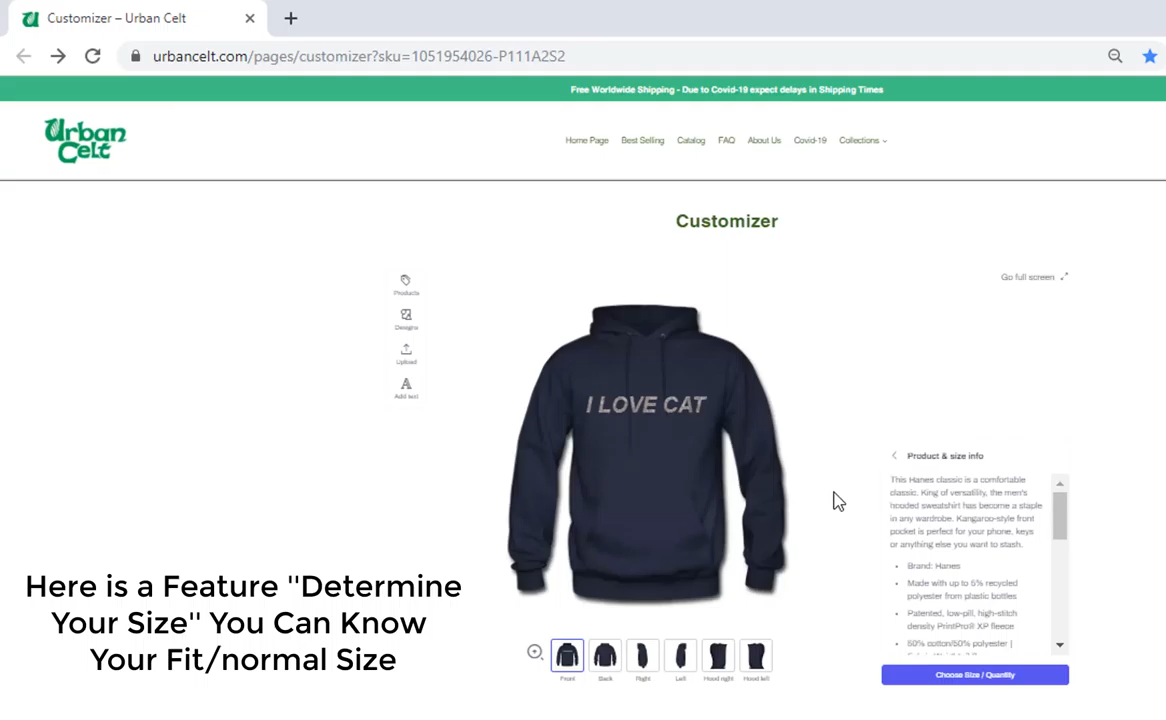 Customizer – Urban Celt
urbancelt.com/pages/customizer?sku=1051954026-P111A2S2
Free Worldwide Shipping - Due to Covid-19 expect delays in Shipping Times
Urban
Celt
Home Page Best Selling Catalog FAQ About Us Covid-19 Collections
Customizer
Go full screen
Products
Designs
Upload
Add text
I LOVE CAT
Product & size info
This Hanes classic is a comfortable
classic. King of versatility, the men's
hooded sweatshirt has become a staple
in any wardrobe. Kangaroo-style front
pocket is perfect for your phone, keys
or anything else you want to stash.
Brand: Hanes
Made with up to 5% recycled
polyester from plastic bottles
Patented, low-pill, high-stitch
density PrintPro® XP fleece
50% cotton/50% polyester |
Choose Size / Quantity
Front Back Right Left Hood right Hood left
Here is a Feature "Determine
Your Size" You Can Know
Your Fit/normal Size